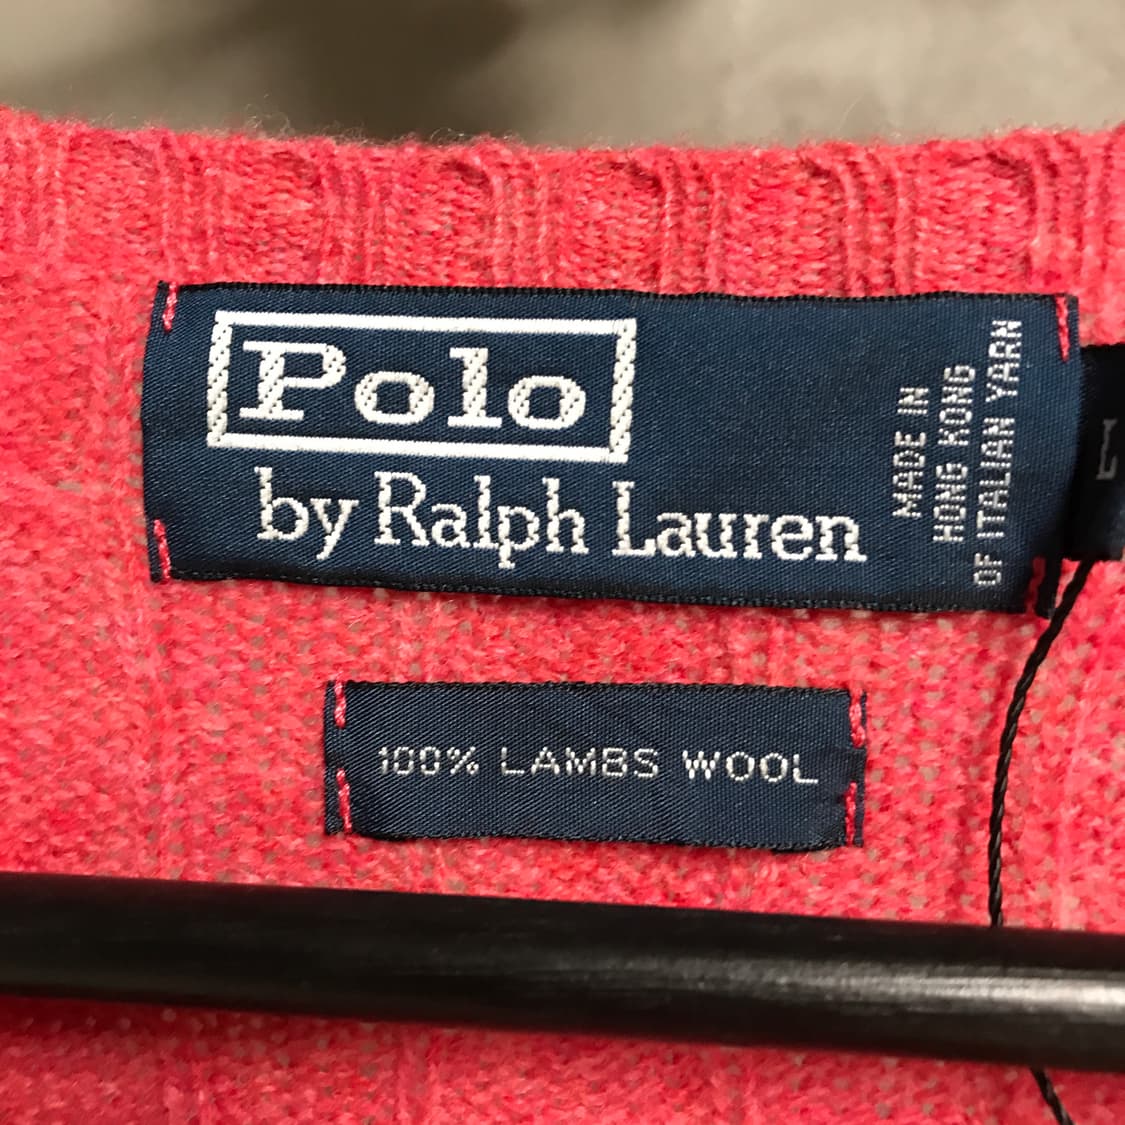 Polo
by Ralph Lauren
MADE IN
HONG KONG
OF ITALIAN YARN
100% LAMBS WOOL